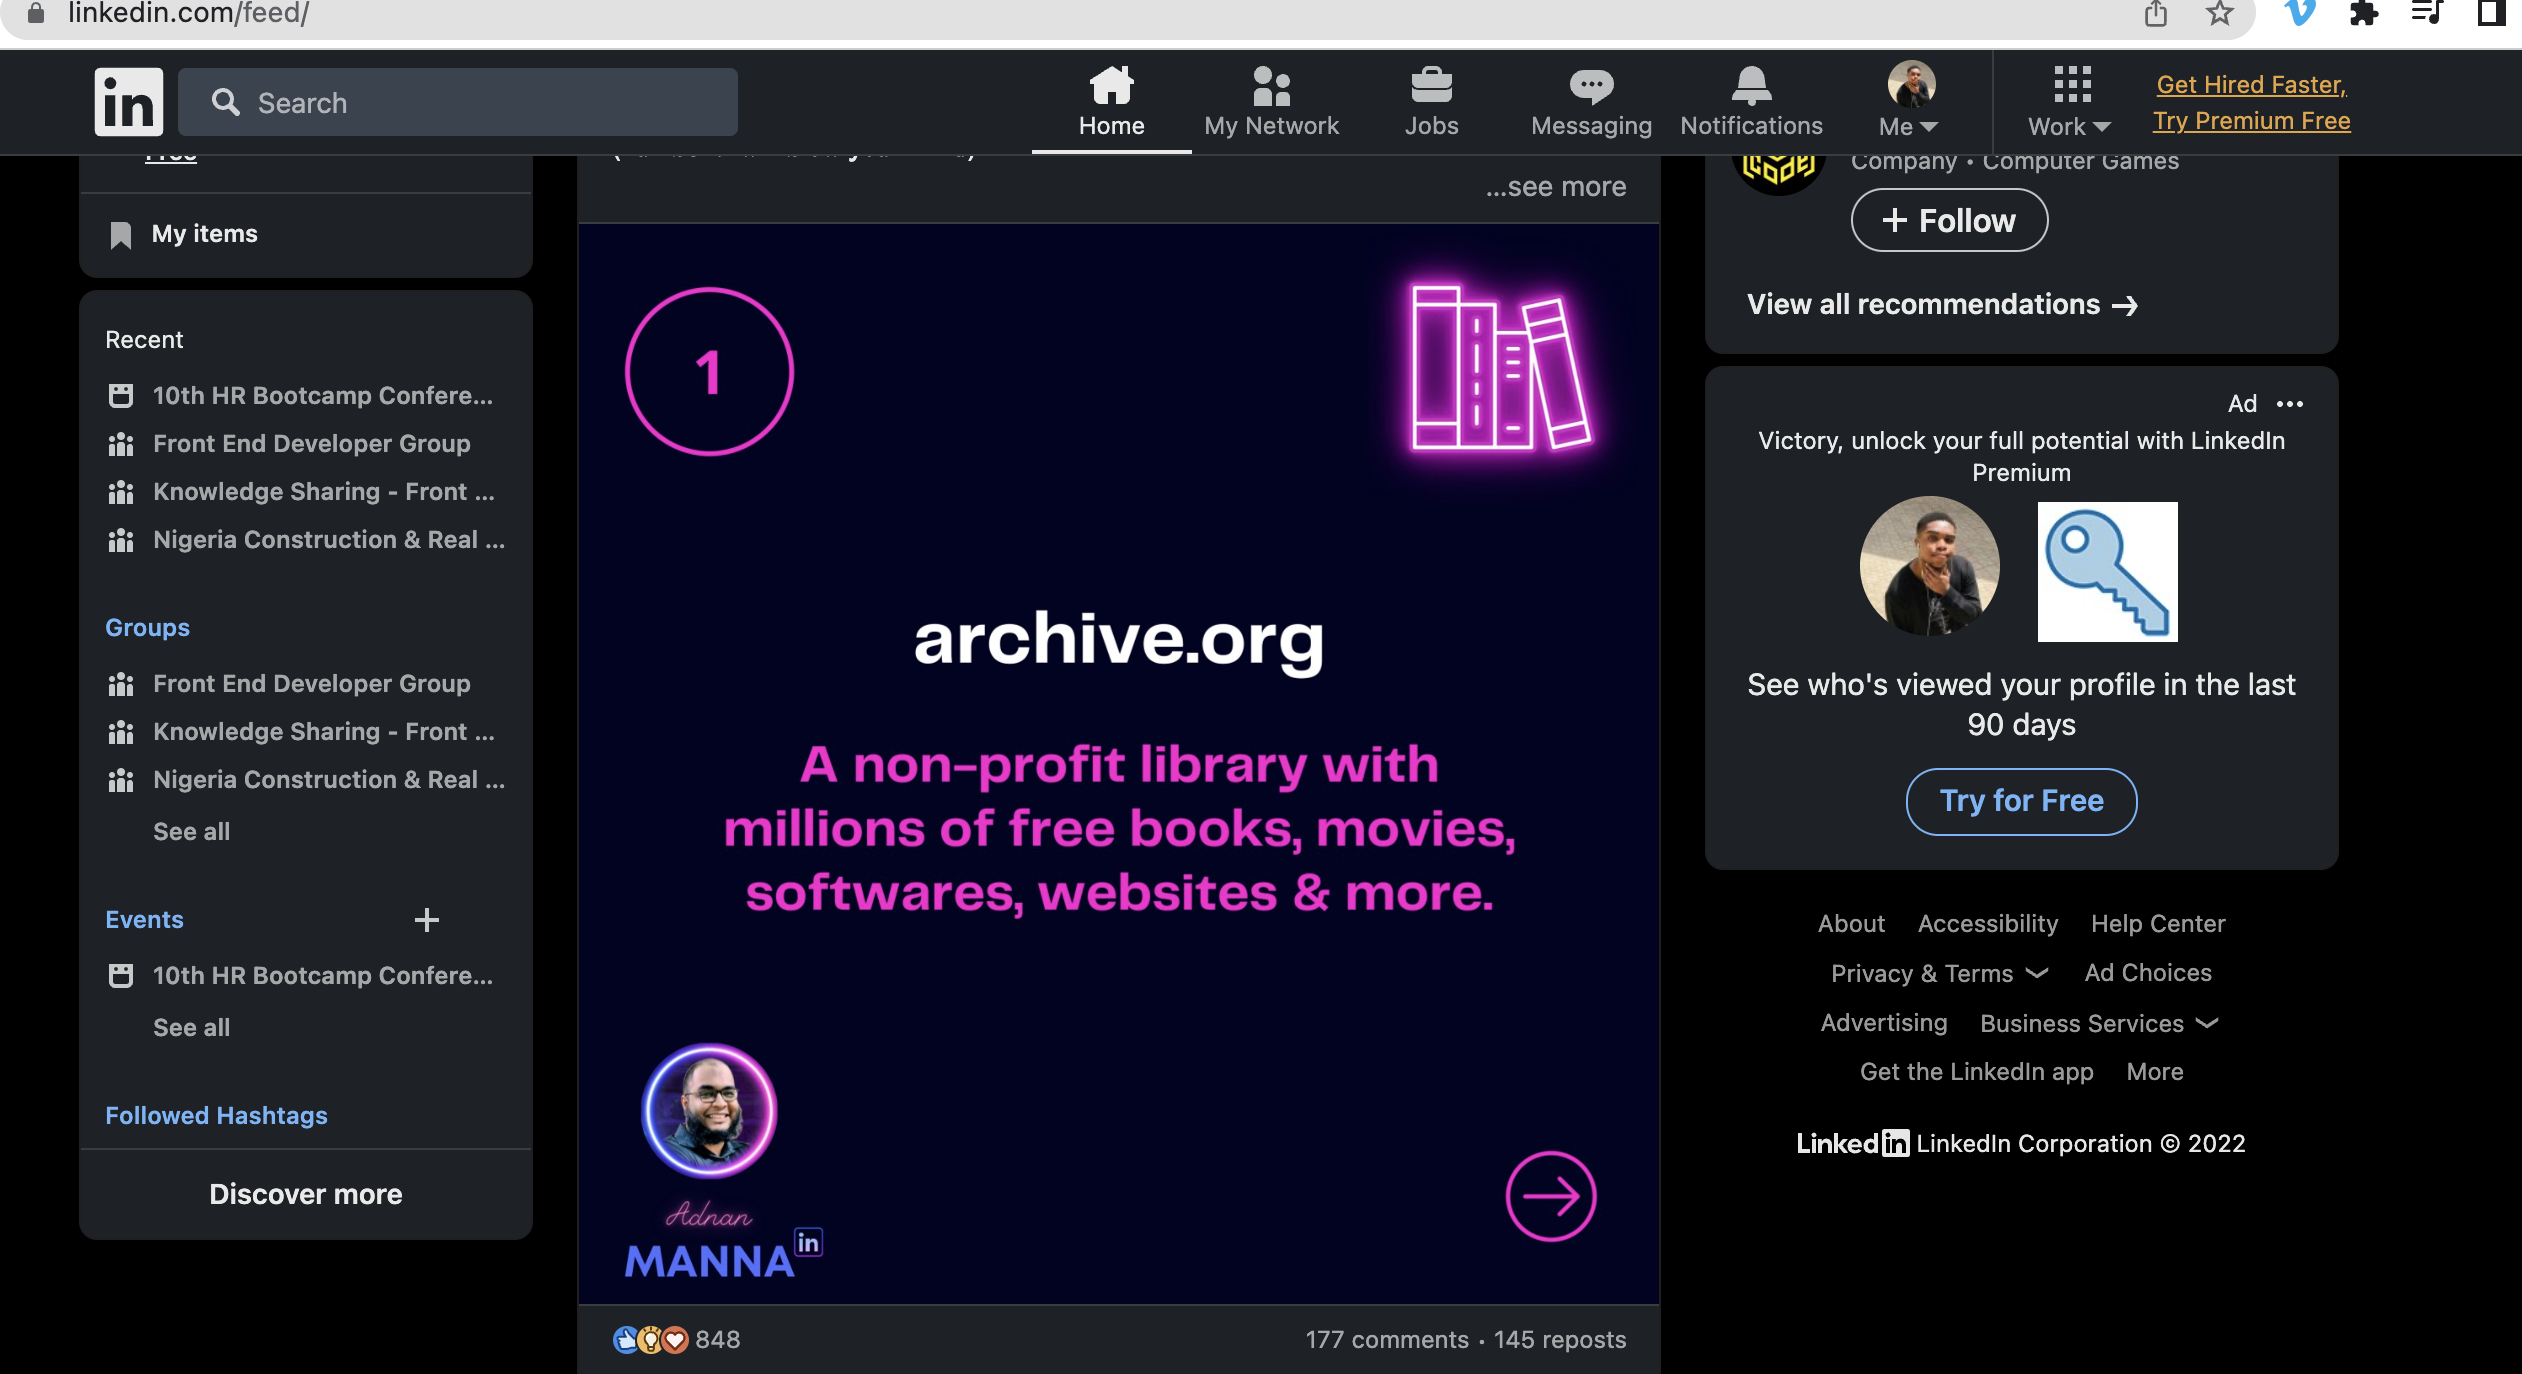 linkedin.com/feed/
in
Search
Home
My Network
Jobs
Messaging
Notifications
Me
Work
Get Hired Faster,
Try Premium Free
Free
My items
Recent
10th HR Bootcamp Confere...
Front End Developer Group
Knowledge Sharing - Front ...
Nigeria Construction & Real ...
Groups
Front End Developer Group
Knowledge Sharing - Front ...
Nigeria Construction & Real ...
See all
Events
10th HR Bootcamp Confere...
See all
Followed Hashtags
Discover more
...see more
1
archive.org
A non-profit library with
millions of free books, movies,
softwares, websites & more.
Adnan
MANNA in
848
177 comments • 145 reposts
CODE
Company • Computer Games
+ Follow
View all recommendations →
Ad
Victory, unlock your full potential with LinkedIn
Premium
See who's viewed your profile in the last
90 days
Try for Free
About Accessibility Help Center
Privacy & Terms Ad Choices
Advertising Business Services
Get the LinkedIn app More
LinkedIn LinkedIn Corporation © 2022